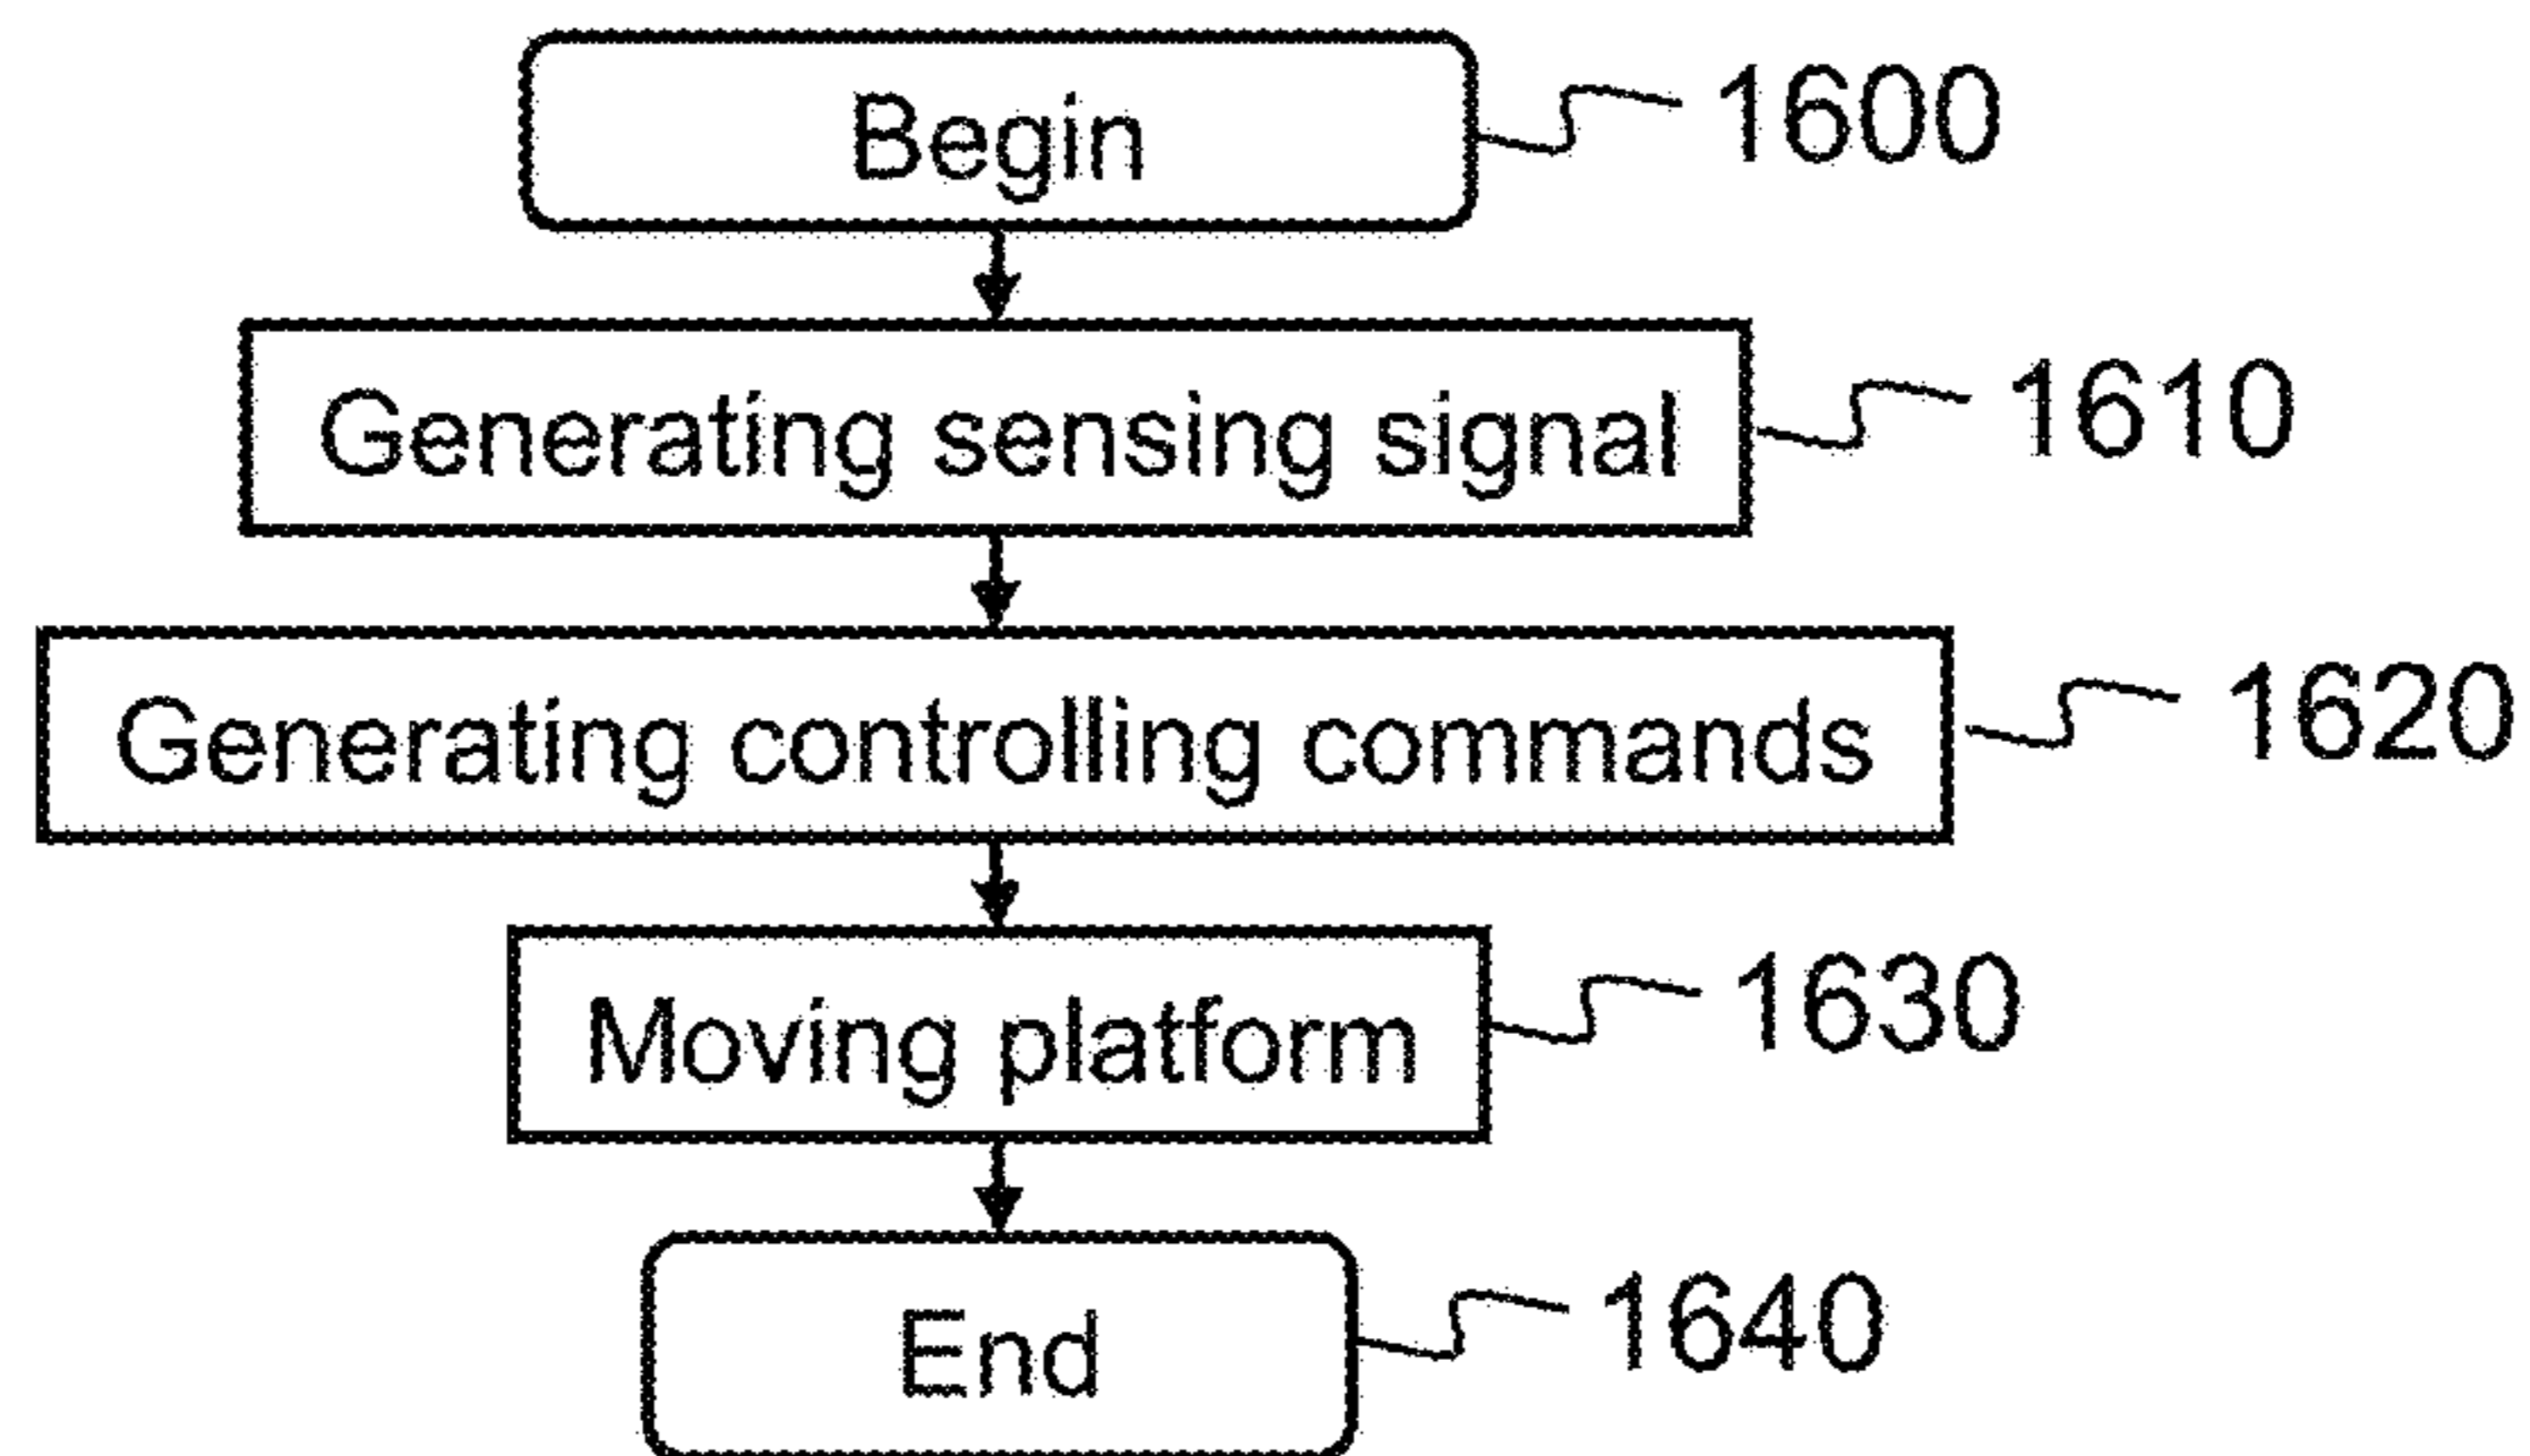 Begin 1600
Generating sensing signal 1610
Generating controlling commands 1620
Moving platform 1630
End 1640